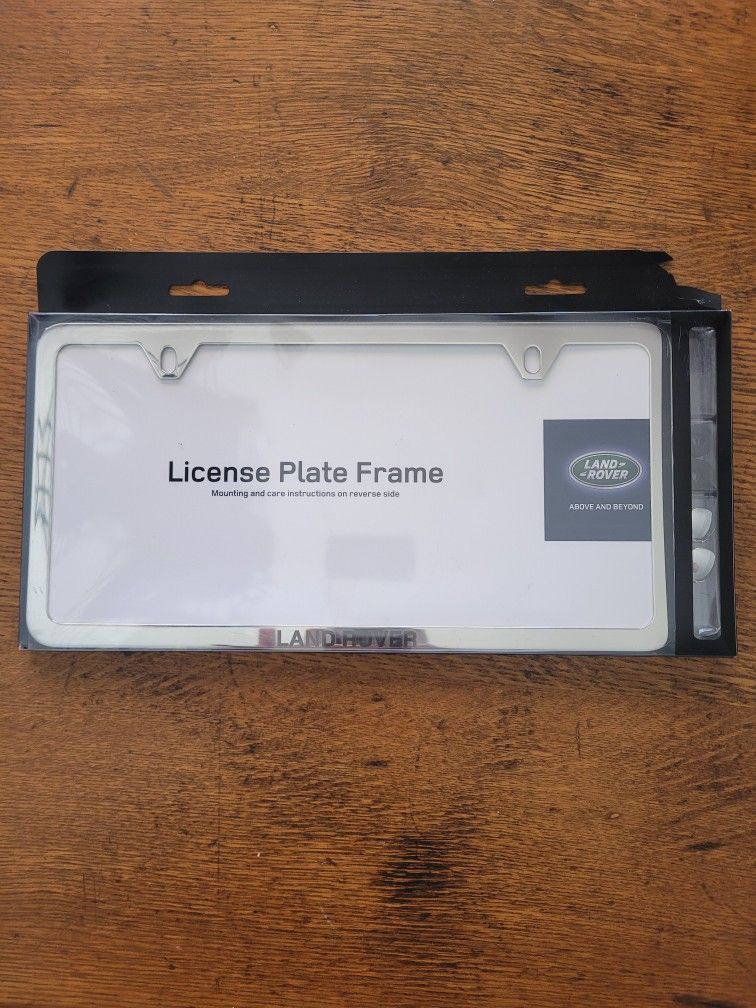 License Plate Frame
Mounting and care instructions on reverse side
LAND
ROVER
ABOVE AND BEYOND
LAND ROVER